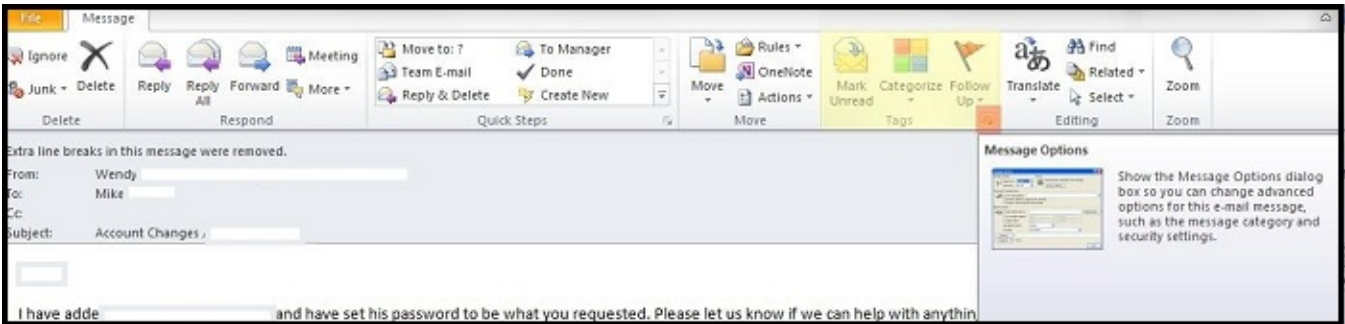 File Message
Ignore
Junk
Delete
Reply
Reply All
Forward
Meeting
More
Move to: ?
Team E-mail
Reply & Delete
To Manager
Done
Create New
Move
Rules
OneNote
Actions
Mark Unread
Categorize
Follow Up
Translate
Find
Related
Select
Zoom
Delete Respond Quick Steps Move Tags Editing Zoom
Extra line breaks in this message were removed.
From: Wendy
To: Mike
Cc:
Subject: Account Changes
Message Options
Show the Message Options dialog
box so you can change advanced
options for this e-mail message,
such as the message category and
security settings.
I have adde and have set his password to be what you requested. Please let us know if we can help with anythin